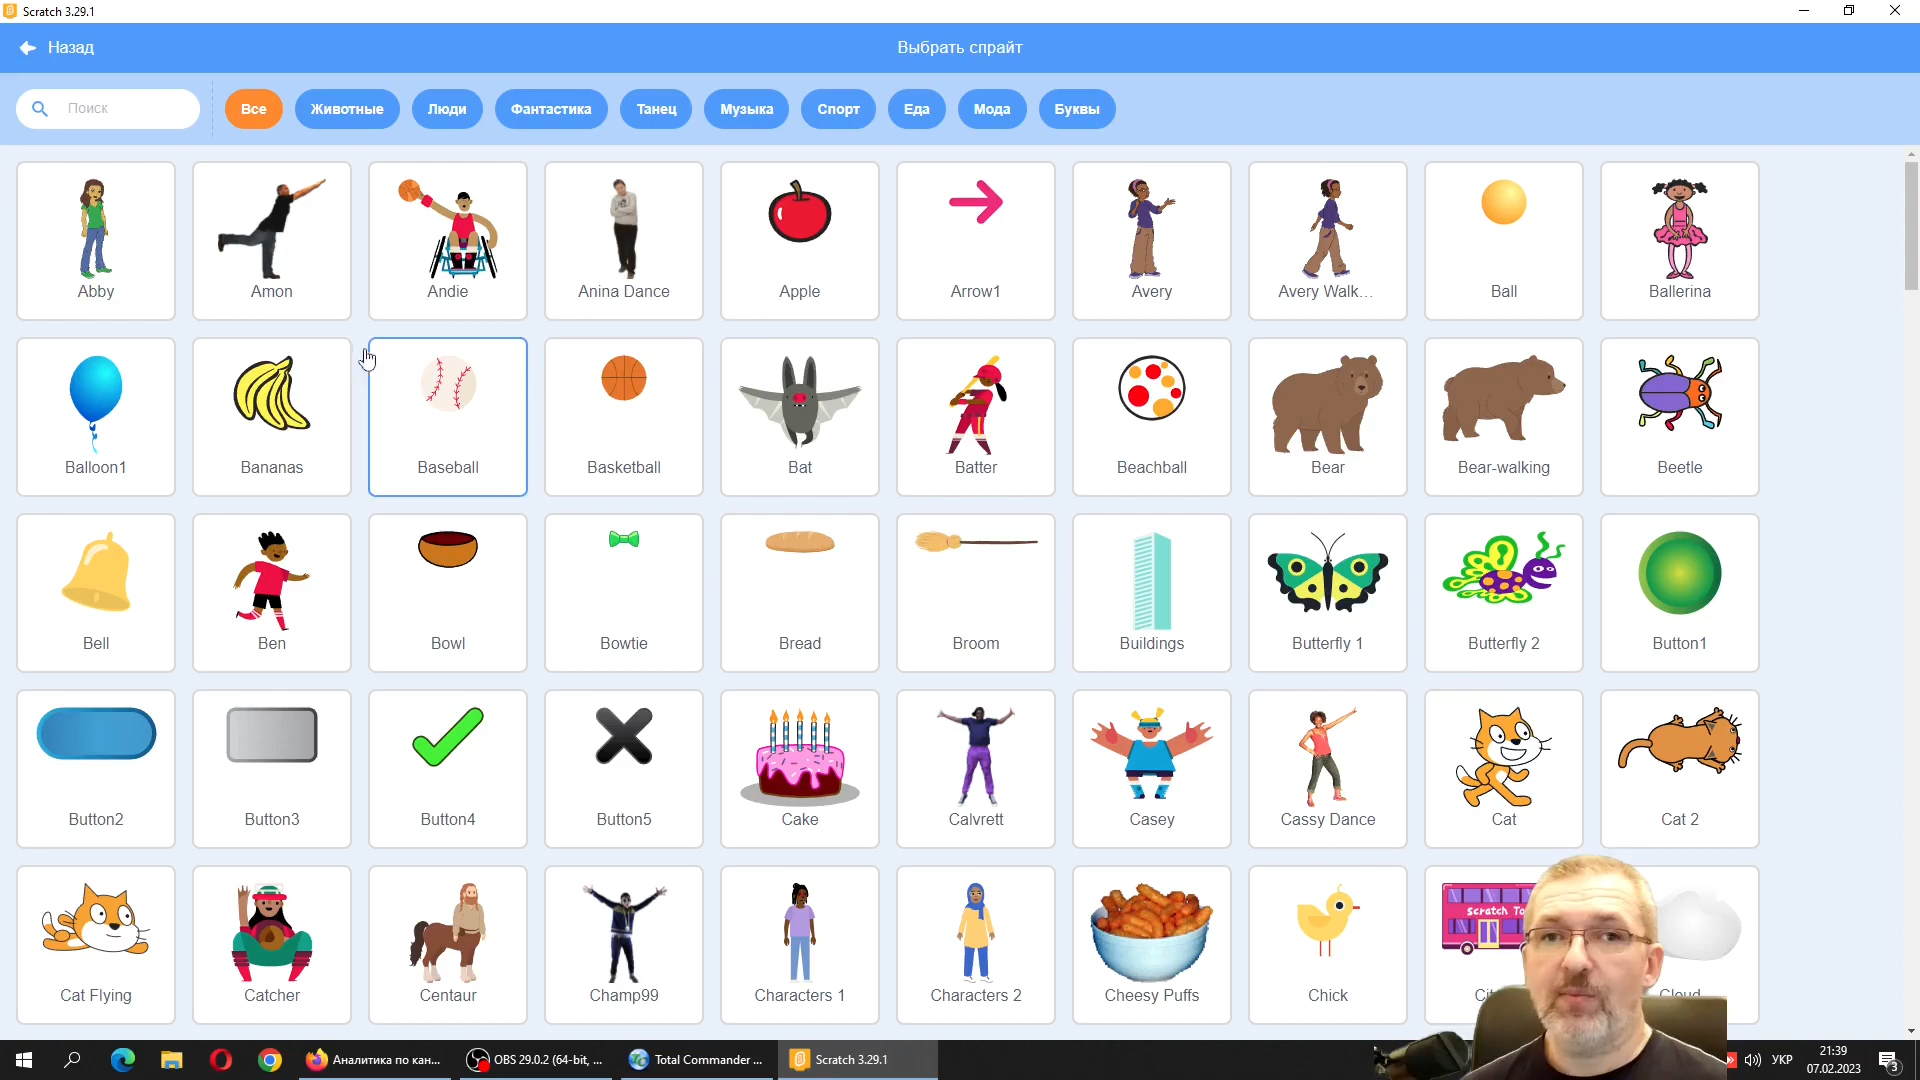 Scratch 3.29.1
Назад
Выбрать спрайт
Поиск
Все
Животные
Люди
Фантастика
Танец
Музыка
Спорт
Еда
Мода
Буквы
Abby
Amon
Andie
Anina Dance
Apple
Arrow1
Avery
Avery Walk...
Ball
Ballerina
Balloon1
Bananas
Baseball
Basketball
Bat
Batter
Beachball
Bear
Bear-walking
Beetle
Bell
Ben
Bowl
Bowtie
Bread
Broom
Buildings
Butterfly 1
Butterfly 2
Button1
Button2
Button3
Button4
Button5
Cake
Calvrett
Casey
Cassy Dance
Cat
Cat 2
Scratch To
Cat Flying
Catcher
Centaur
Champ99
Characters 1
Characters 2
Cheesy Puffs
Chick
Cloud
Аналитика по кан...
OBS 29.0.2 (64-bit, ...
Total Commander ...
Scratch 3.29.1
УКР
21:39
07.02.2023
3